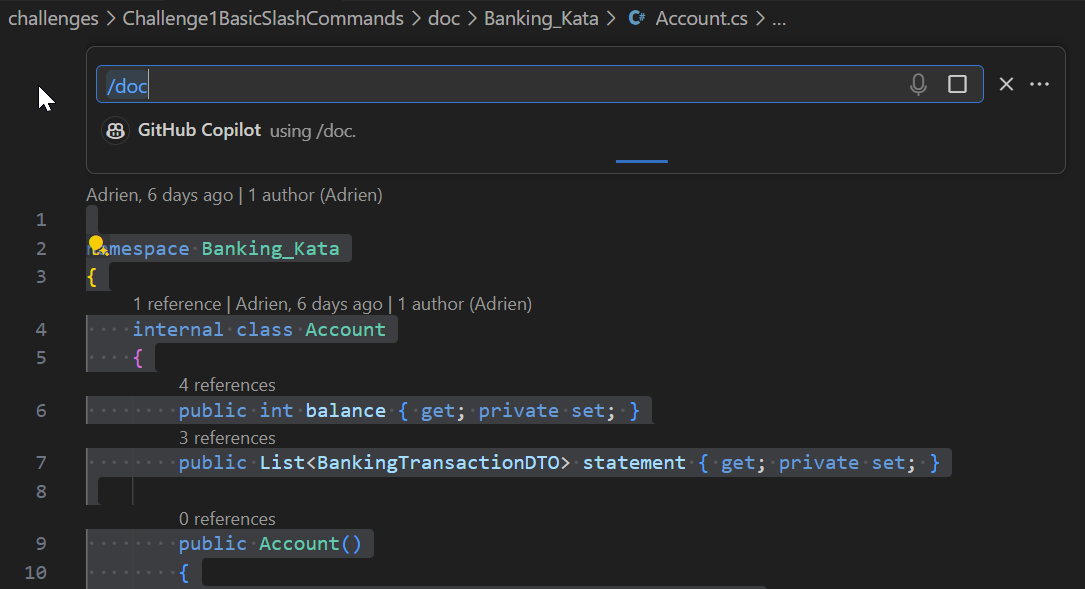 challenges > Challenge1BasicSlashCommands > doc > Banking_Kata > C# Account.cs > ...
/doc
GitHub Copilot using /doc.
Adrien, 6 days ago | 1 author (Adrien)
1
2 namespace Banking_Kata
3 {
1 reference | Adrien, 6 days ago | 1 author (Adrien)
4 internal class Account
5 {
4 references
6 public int balance { get; private set; }
3 references
7 public List<BankingTransactionDTO> statement { get; private set; }
8
0 references
9 public Account()
10 {